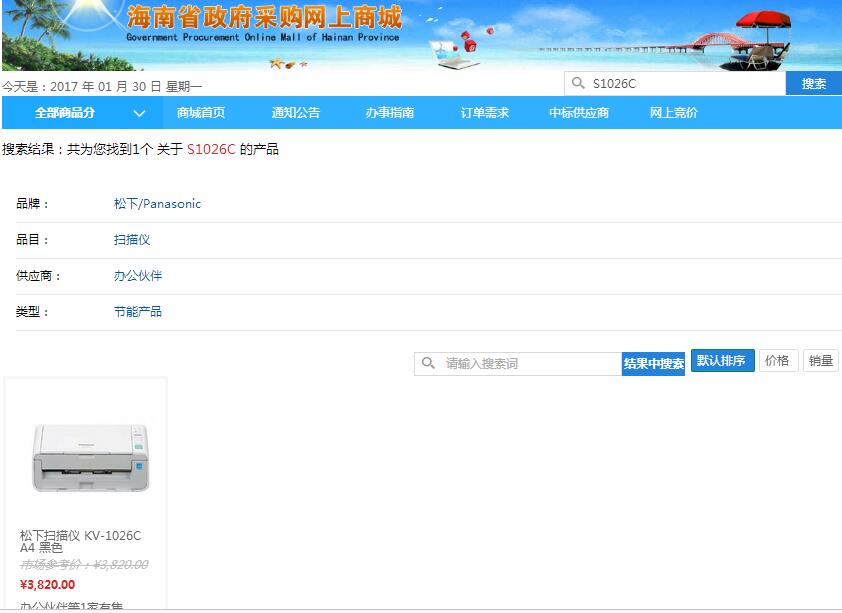 海南省政府采购网上商城
Government Procurement Online Mall of Hainan Province
今天是：2017 年 01 月 30 日 星期一
S1026C
搜索
全部商品分
商城首页
通知公告
办事指南
订单需求
中标供应商
网上竞价
搜索结果：共为您找到1个 关于 S1026C 的产品
品牌：
松下/Panasonic
品目：
扫描仪
供应商：
办公伙伴
类型：
节能产品
请输入搜索词
结果中搜索
默认排序
价格
销量
松下扫描仪 KV-1026C
A4 黑色
市场参考价：¥3,820.00
¥3,820.00
办公伙伴等1家有售